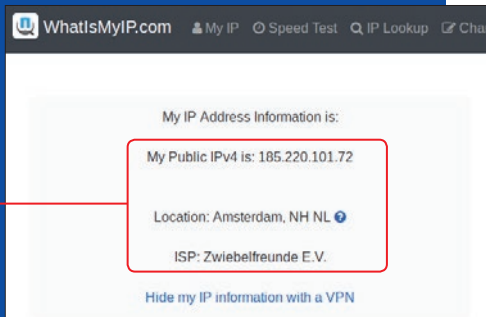 WhatIsMyIP.com My IP Speed Test IP Lookup
My IP Address Information is:
My Public IPv4 is: 185.220.101.72
Location: Amsterdam, NH NL
ISP: Zwiebelfreunde E.V.
Hide my IP information with a VPN